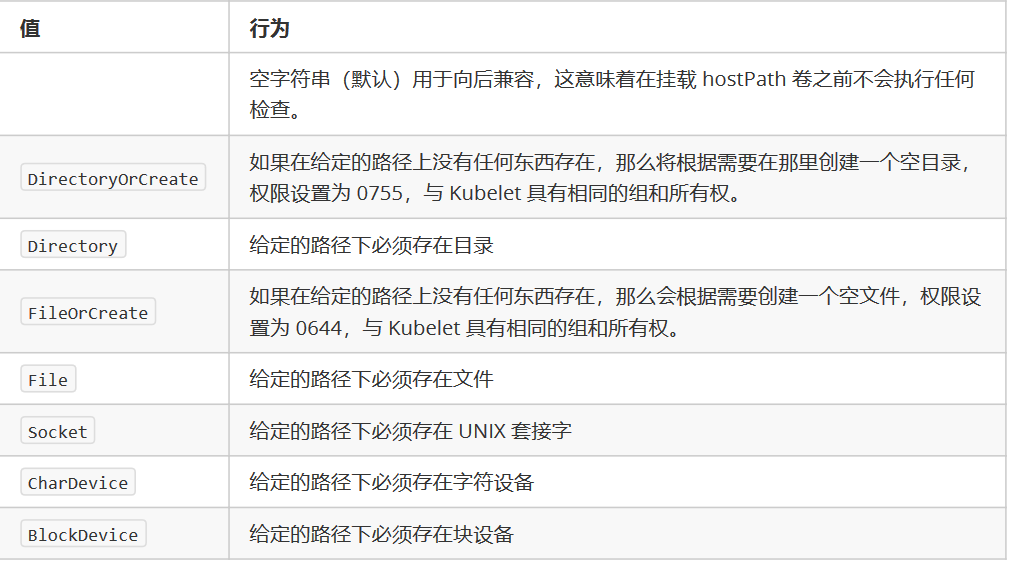 值 行为
空字符串（默认）用于向后兼容，这意味着在挂载 hostPath 卷之前不会执行任何
检查。
DirectoryOrCreate 如果在给定的路径上没有任何东西存在，那么将根据需要在那里创建一个空目录，
权限设置为 0755，与 Kubelet 具有相同的组和所有权。
Directory 给定的路径下必须存在目录
FileOrCreate 如果在给定的路径上没有任何东西存在，那么会根据需要创建一个空文件，权限设
置为 0644，与 Kubelet 具有相同的组和所有权。
File 给定的路径下必须存在文件
Socket 给定的路径下必须存在 UNIX 套接字
CharDevice 给定的路径下必须存在字符设备
BlockDevice 给定的路径下必须存在块设备